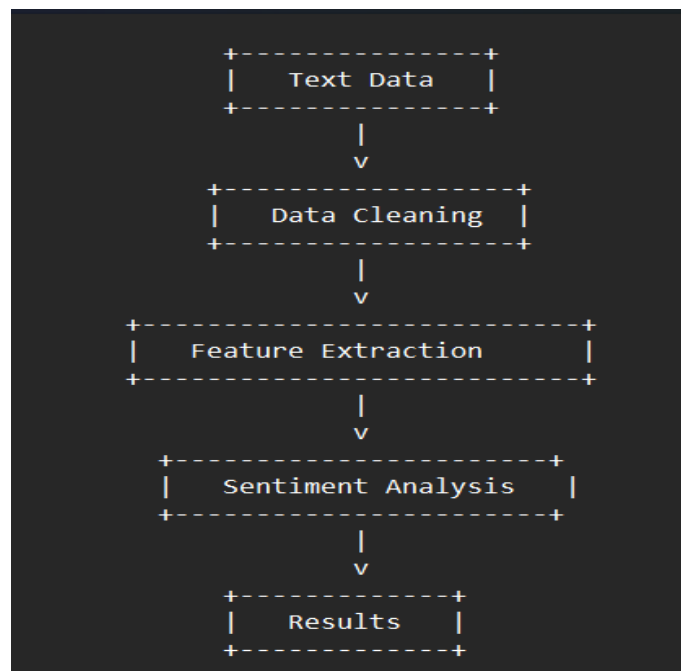 +---------------+
|   Text Data   |
+---------------+
|
v
+------------------+
|   Data Cleaning  |
+------------------+
|
v
+---------------------------+
|   Feature Extraction      |
+---------------------------+
|
v
+-----------------------+
|   Sentiment Analysis   |
+-----------------------+
|
v
+-------------+
|   Results   |
+-------------+